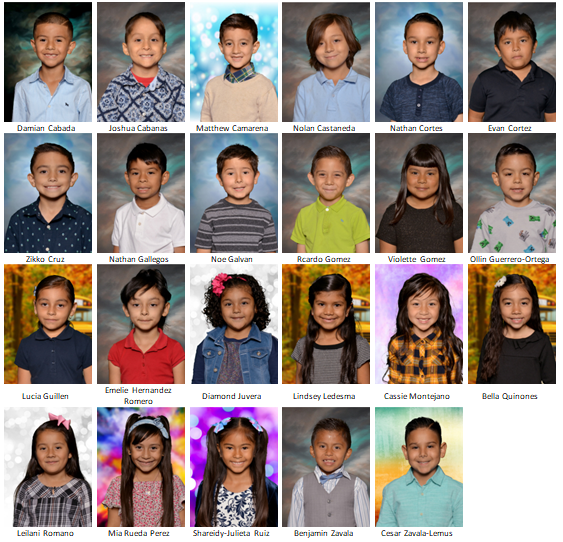 Damian Cabada
Joshua Cabanas
Matthew Camarena
Nolan Castaneda
Nathan Cortes
Evan Cortez
Zikko Cruz
Nathan Gallegos
Noe Galvan
Rcardo Gomez
Violette Gomez
Ollin Guerrero-Ortega
Lucia Guillen
Emelie Hernandez
Romero
Diamond Juvera
Lindsey Ledesma
Cassie Montejano
Bella Quinones
Leilani Romano
Mia Rueda Perez
Shareidy-Julieta Ruiz
Benjamin Zavala
Cesar Zavala-Lemus